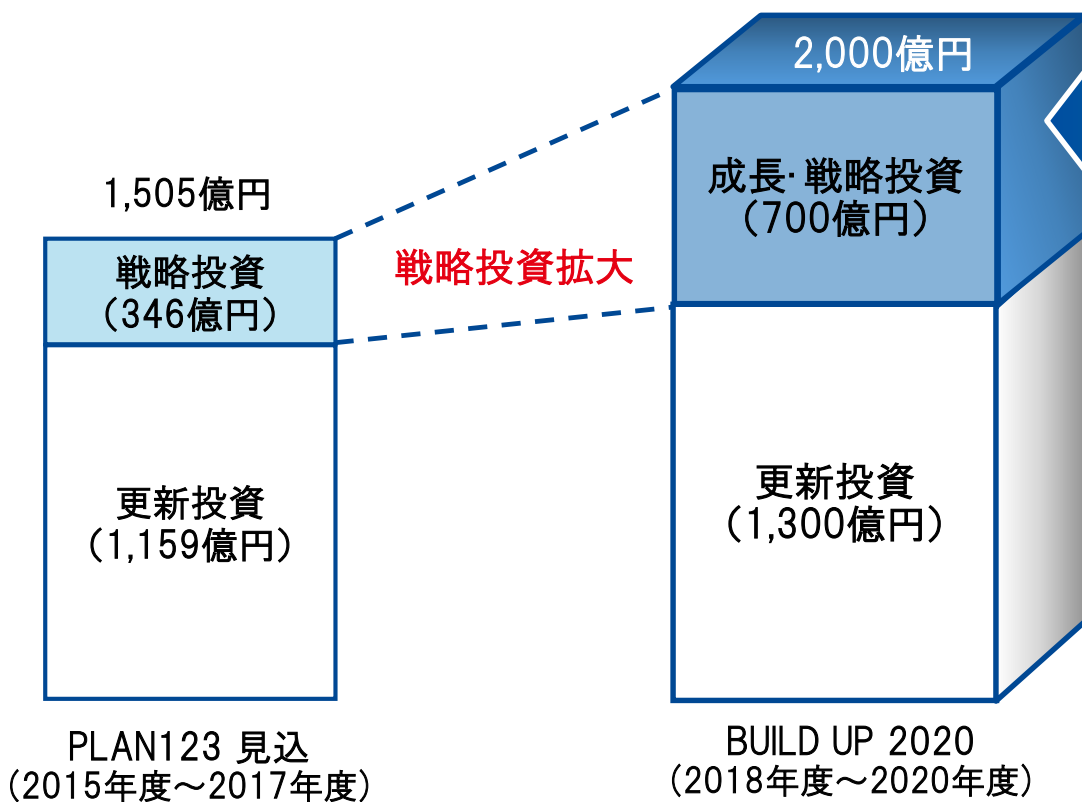 1,505億円
戦略投資
(346億円)
更新投資
(1,159億円)
PLAN123 見込
(2015年度～2017年度)
戦略投資拡大
2,000億円
成長･戦略投資
(700億円)
更新投資
(1,300億円)
BUILD UP 2020
(2018年度～2020年度)